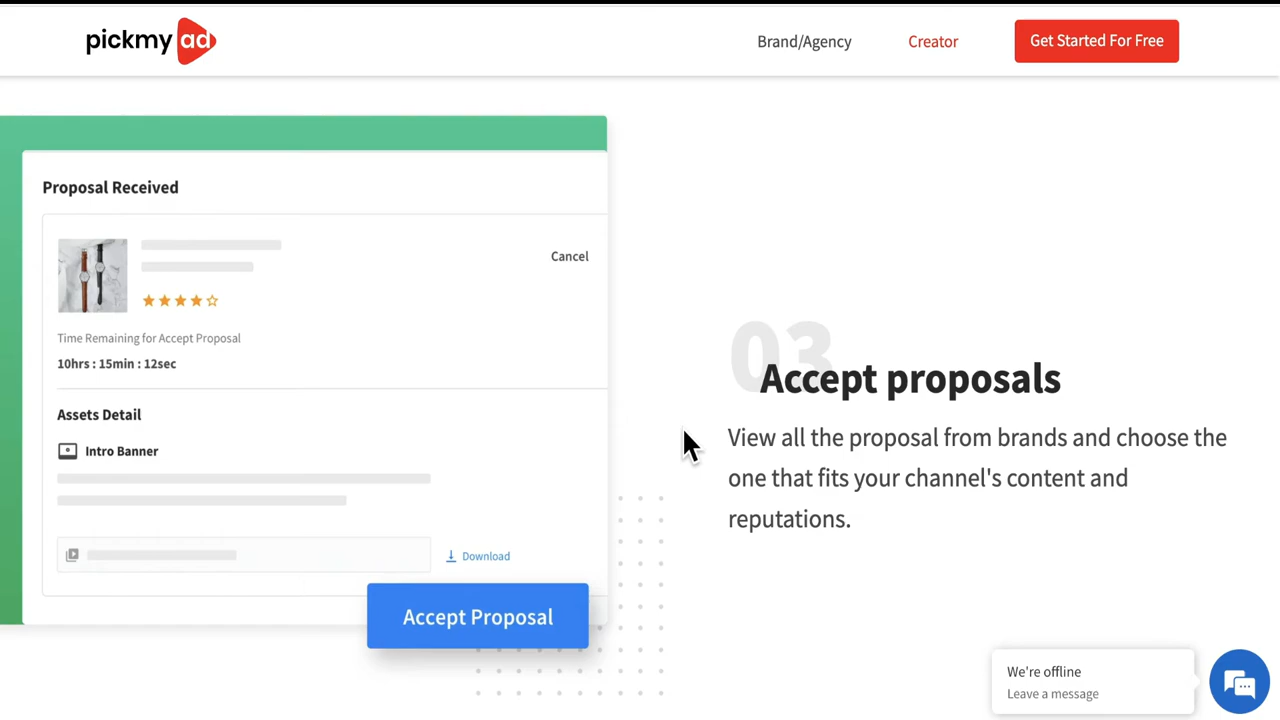 pickmy ad
Brand/Agency
Creator
Get Started For Free
Proposal Received
Cancel
Time Remaining for Accept Proposal
10hrs : 15min : 12sec
Assets Detail
Intro Banner
Download
Accept Proposal
03
Accept proposals
View all the proposal from brands and choose the
one that fits your channel's content and
reputations.
We're offline
Leave a message